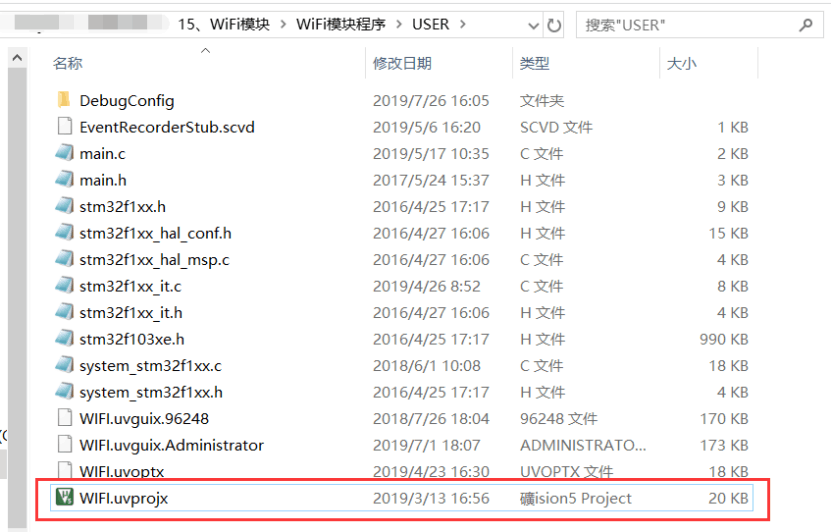 15、WiFi模块 > WiFi模块程序 > USER >
搜索"USER"
名称 修改日期 类型 大小
DebugConfig 2019/7/26 16:05 文件夹
EventRecorderStub.scvd 2019/5/6 16:20 SCVD 文件 1 KB
main.c 2019/5/17 10:35 C 文件 2 KB
main.h 2017/5/24 15:37 H 文件 3 KB
stm32f1xx.h 2016/4/25 17:17 H 文件 9 KB
stm32f1xx_hal_conf.h 2016/4/27 16:06 H 文件 15 KB
stm32f1xx_hal_msp.c 2016/4/27 16:06 C 文件 4 KB
stm32f1xx_it.c 2019/4/26 8:52 C 文件 8 KB
stm32f1xx_it.h 2016/4/27 16:06 H 文件 4 KB
stm32f103xe.h 2016/4/25 17:17 H 文件 990 KB
system_stm32f1xx.c 2018/6/1 10:08 C 文件 18 KB
system_stm32f1xx.h 2016/4/25 17:17 H 文件 4 KB
WIFI.uvguix.96248 2018/7/26 18:04 96248 文件 170 KB
WIFI.uvguix.Administrator 2019/7/1 18:07 ADMINISTRATO... 173 KB
WIFI.uvoptx 2019/4/23 16:30 UVOPTX 文件 18 KB
WIFI.uvprojx 2019/3/13 16:56 礦ision5 Project 20 KB